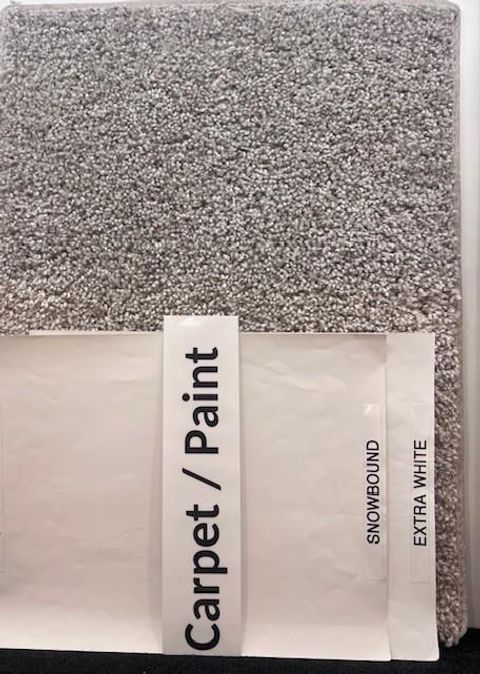 Carpet / Paint
SNOWBOUND
EXTRA WHITE